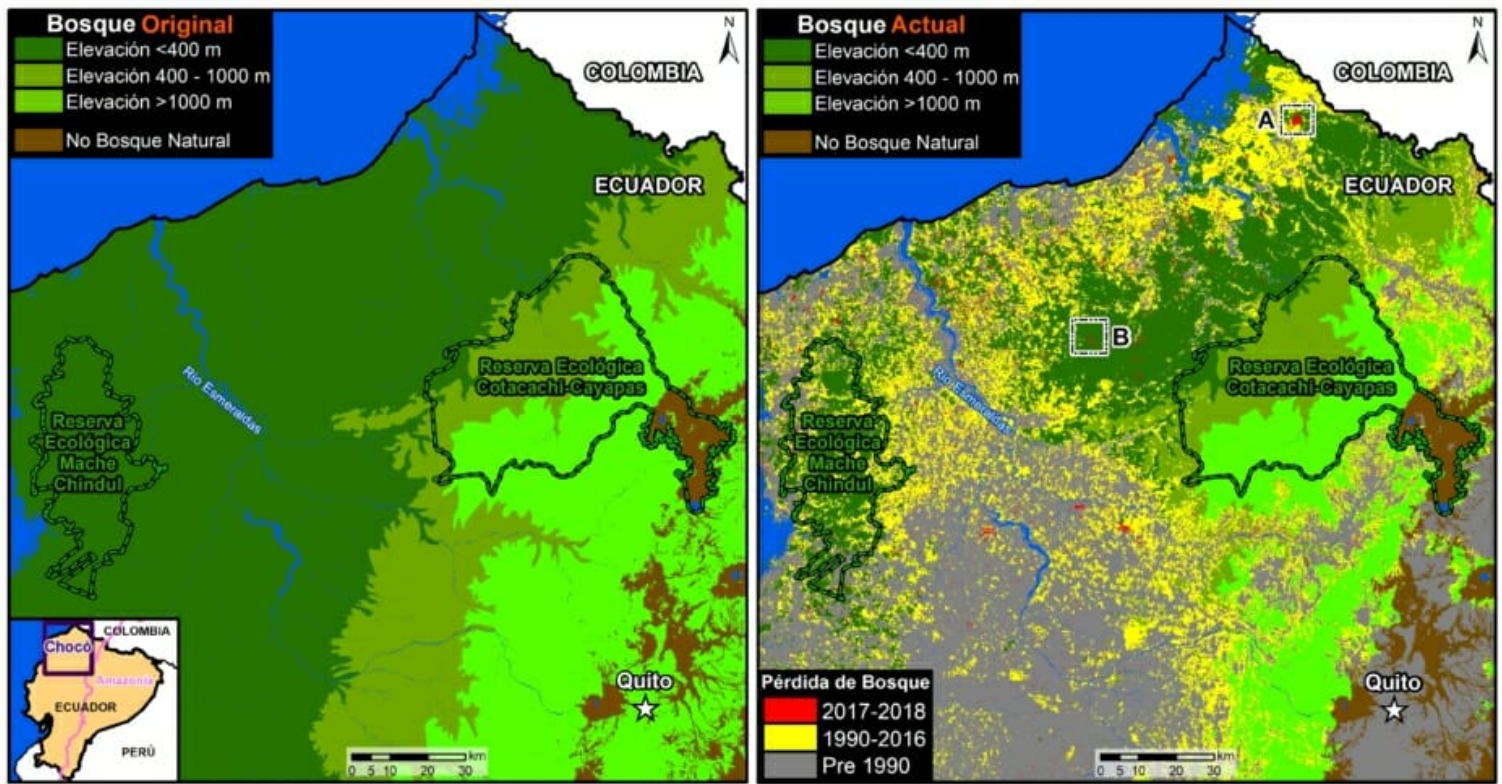 Bosque Original
Elevación <400 m
Elevación 400 - 1000 m
Elevación >1000 m
No Bosque Natural
N
COLOMBIA
ECUADOR
Reserva Ecológica
Cotacachi-Cayapas
Río Esmeraldas
Reserva
Ecológica
Mache
Chindul
COLOMBIA
Chocó
Amazonía
ECUADOR
PERÚ
Quito
km
0 5 10 20 30
Bosque Actual
Elevación <400 m
Elevación 400 - 1000 m
Elevación >1000 m
No Bosque Natural
N
COLOMBIA
A
ECUADOR
B
Reserva Ecológica
Cotacachi-Cayapas
Río Esmeraldas
Reserva
Ecológica
Mache
Chindul
Pérdida de Bosque
2017-2018
1990-2016
Pre 1990
Quito
km
0 5 10 20 30